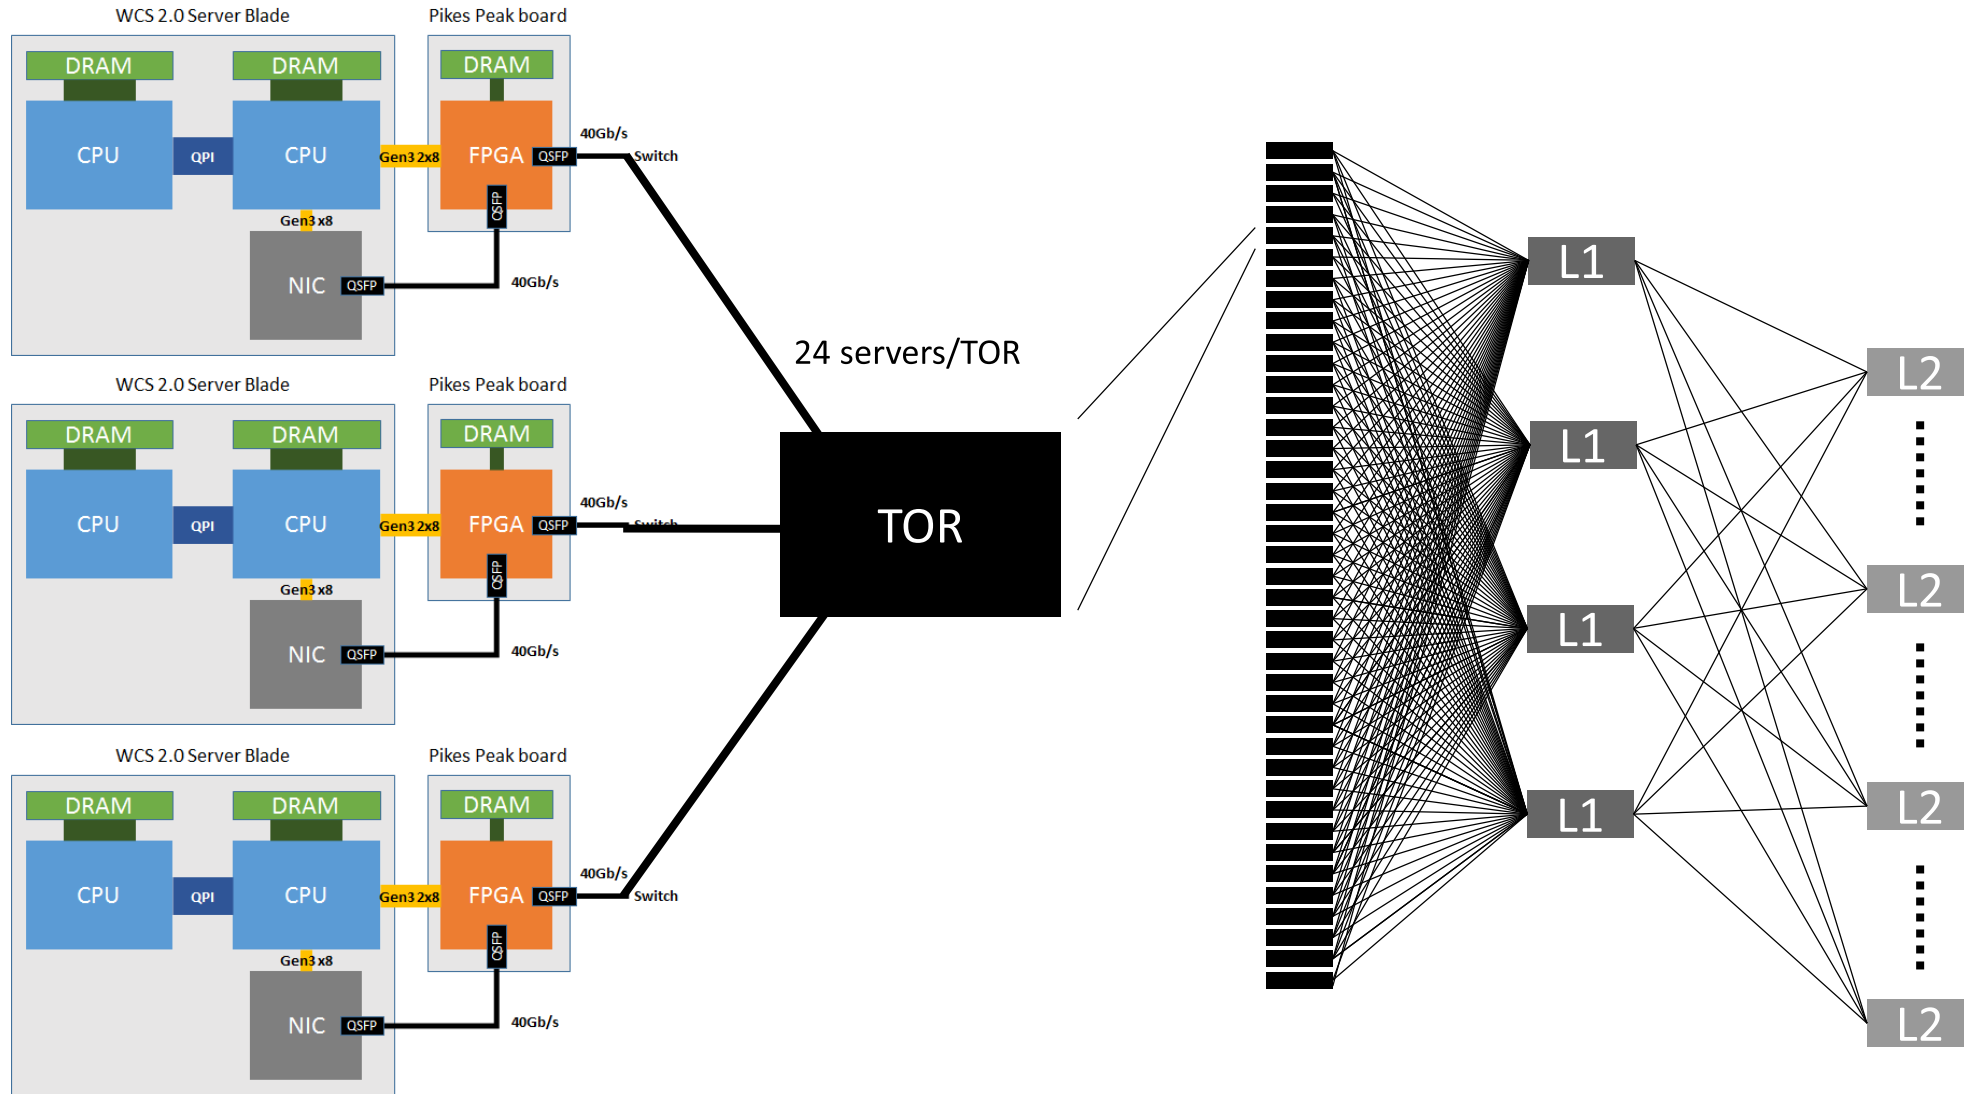 WCS 2.0 Server Blade
Pikes Peak board
DRAM
DRAM
DRAM
CPU
QPI
CPU
Gen3 2x8
FPGA
QSFP
40Gb/s
Switch
QSFP
Gen3 x8
NIC
QSFP
40Gb/s
WCS 2.0 Server Blade
Pikes Peak board
DRAM
DRAM
DRAM
CPU
QPI
CPU
Gen3 2x8
FPGA
QSFP
40Gb/s
Switch
QSFP
Gen3 x8
NIC
QSFP
40Gb/s
WCS 2.0 Server Blade
Pikes Peak board
DRAM
DRAM
DRAM
CPU
QPI
CPU
Gen3 2x8
FPGA
QSFP
40Gb/s
Switch
QSFP
Gen3 x8
NIC
QSFP
40Gb/s
24 servers/TOR
TOR
L1
L1
L1
L1
L2
L2
L2
L2